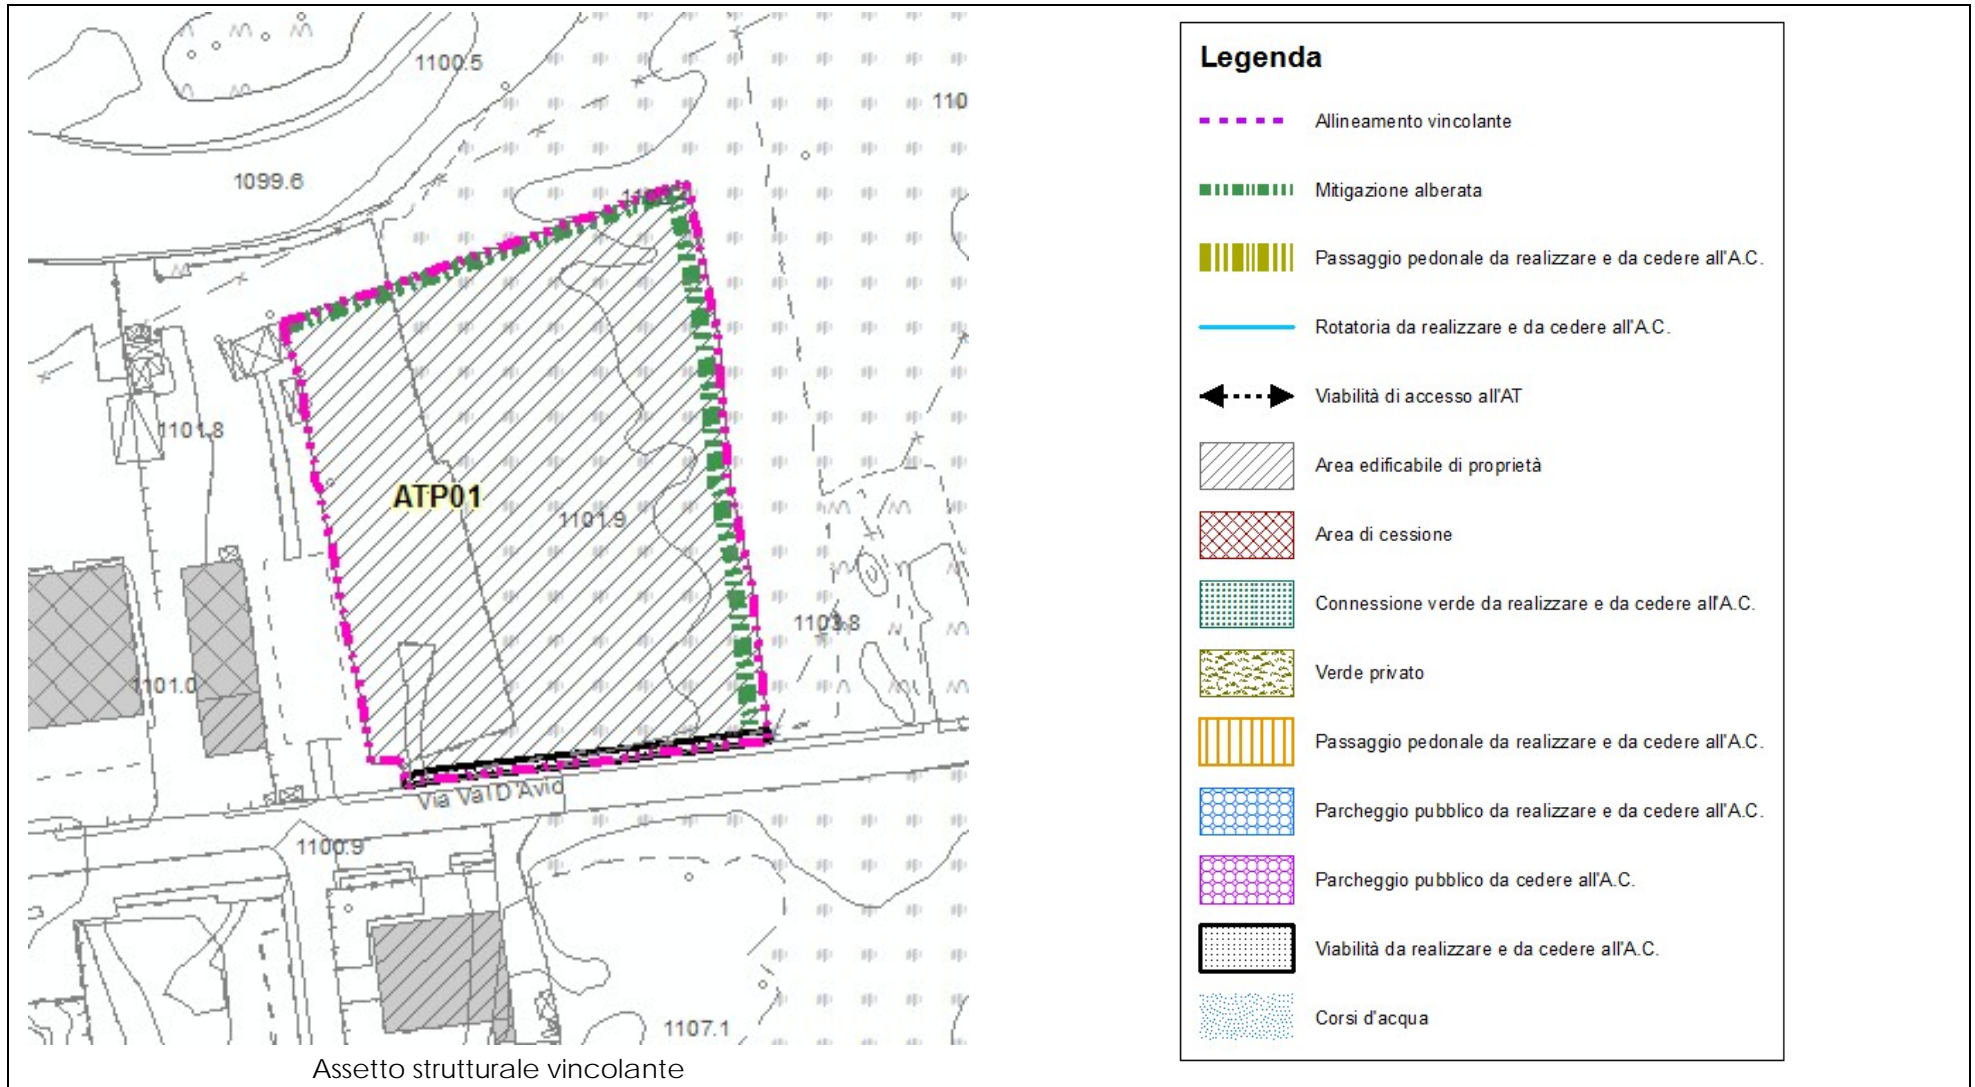 1100.5
110
1099.6
1101.8
ATP01
1101.9
1103.8
1101.0
Via Val D'Avio
1100.9
1107.1
Assetto strutturale vincolante
Legenda
Allineamento vincolante
Mitigazione alberata
Passaggio pedonale da realizzare e da cedere all'A.C.
Rotatoria da realizzare e da cedere all'A.C.
Viabilità di accesso all'AT
Area edificabile di proprietà
Area di cessione
Connessione verde da realizzare e da cedere all'A.C.
Verde privato
Passaggio pedonale da realizzare e da cedere all'A.C.
Parcheggio pubblico da realizzare e da cedere all'A.C.
Parcheggio pubblico da cedere all'A.C.
Viabilità da realizzare e da cedere all'A.C.
Corsi d'acqua